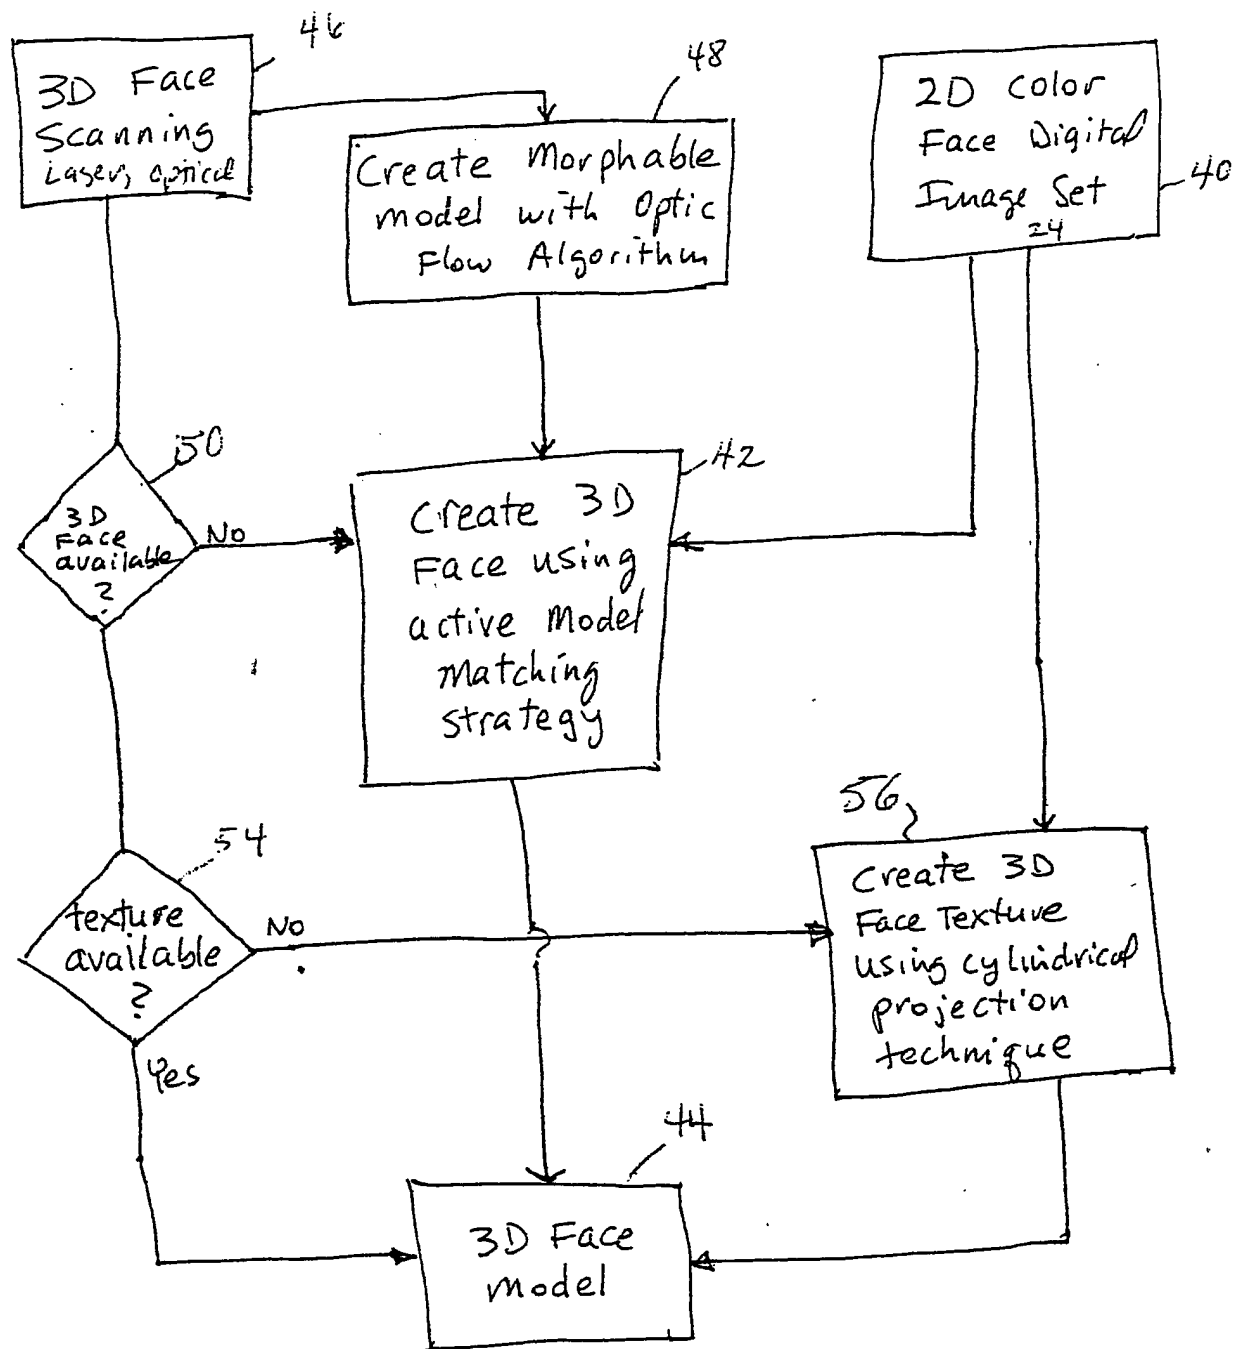 46
3D Face
Scanning
Laser, optical
48
Create Morphable
model with Optic
Flow Algorithm
2D Color
Face Digital
Image Set
24
40
50
3D
Face
available
?
No
42
Create 3D
Face using
active Model
Matching
strategy
54
texture
available
?
No
Yes
56
Create 3D
Face Texture
using cylindrical
projection
technique
44
3D Face
model